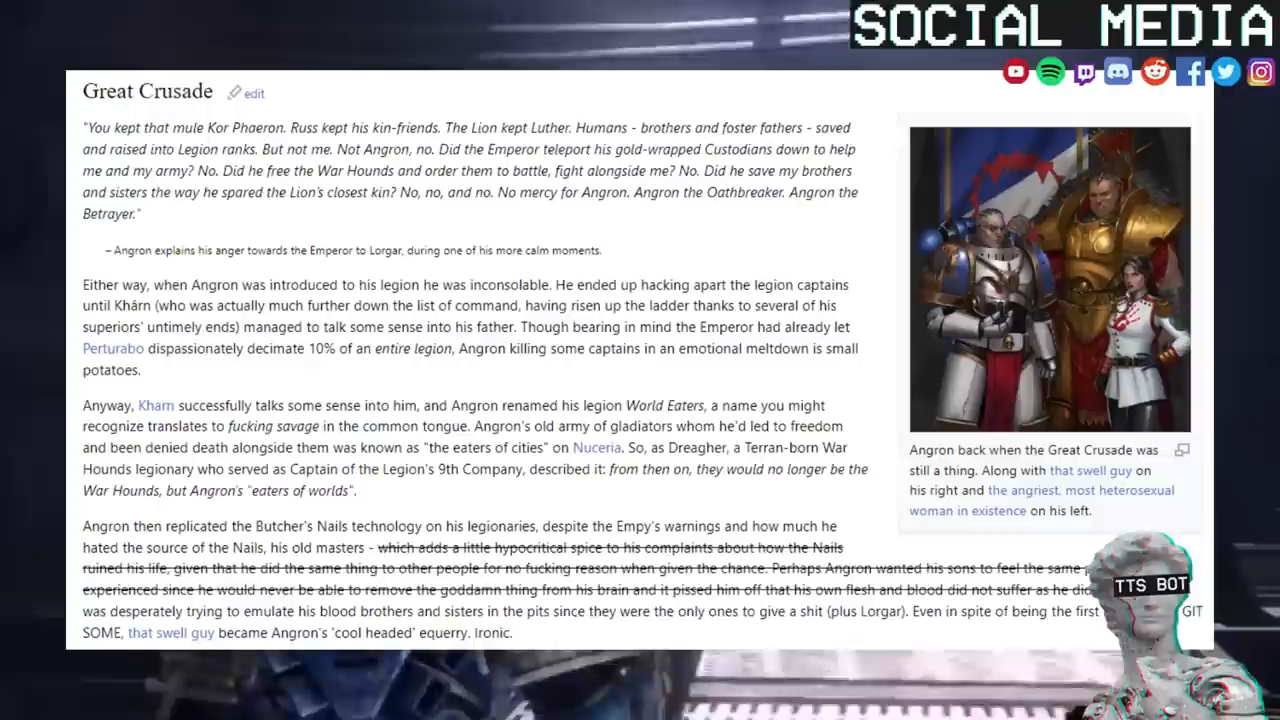 SOCIAL MEDIA
Great Crusade edit
"You kept that mule Kor Phaeron. Russ kept his kin-friends. The Lion kept Luther. Humans - brothers and foster fathers - saved
and raised into Legion ranks. But not me. Not Angron, no. Did the Emperor teleport his gold-wrapped Custodians down to help
me and my army? No. Did he free the War Hounds and order them to battle, fight alongside me? No. Did he save my brothers
and sisters the way he spared the Lion's closest kin? No, no, and no. No mercy for Angron. Angron the Oathbreaker. Angron the
Betrayer."
– Angron explains his anger towards the Emperor to Lorgar, during one of his more calm moments.
Either way, when Angron was introduced to his legion he was inconsolable. He ended up hacking apart the legion captains
until Khârn (who was actually much further down the list of command, having risen up the ladder thanks to several of his
superiors' untimely ends) managed to talk some sense into his father. Though bearing in mind the Emperor had already let
Perturabo dispassionately decimate 10% of an entire legion, Angron killing some captains in an emotional meltdown is small
potatoes.
Anyway, Kharn successfully talks some sense into him, and Angron renamed his legion World Eaters, a name you might
recognize translates to fucking savage in the common tongue. Angron's old army of gladiators whom he'd led to freedom
and been denied death alongside them was known as "the eaters of cities" on Nuceria. So, as Dreagher, a Terran-born War
Hounds legionary who served as Captain of the Legion's 9th Company, described it: from then on, they would no longer be the
War Hounds, but Angron's "eaters of worlds".
Angron then replicated the Butcher's Nails technology on his legionaries, despite the Empy's warnings and how much he
hated the source of the Nails, his old masters - which adds a little hypocritical spice to his complaints about how the Nails
ruined his life, given that he did the same thing to other people for no fucking reason when given the chance. Perhaps Angron wanted his sons to feel the same
experienced since he would never be able to remove the goddamn thing from his brain and it pissed him off that his own flesh and blood did not suffer as he did
was desperately trying to emulate his blood brothers and sisters in the pits since they were the only ones to give a shit (plus Lorgar). Even in spite of being the first GIT
SOME, that swell guy became Angron's 'cool headed' equerry. Ironic.
Angron back when the Great Crusade was
still a thing. Along with that swell guy on
his right and the angriest, most heterosexual
woman in existence on his left.
TTS BOT